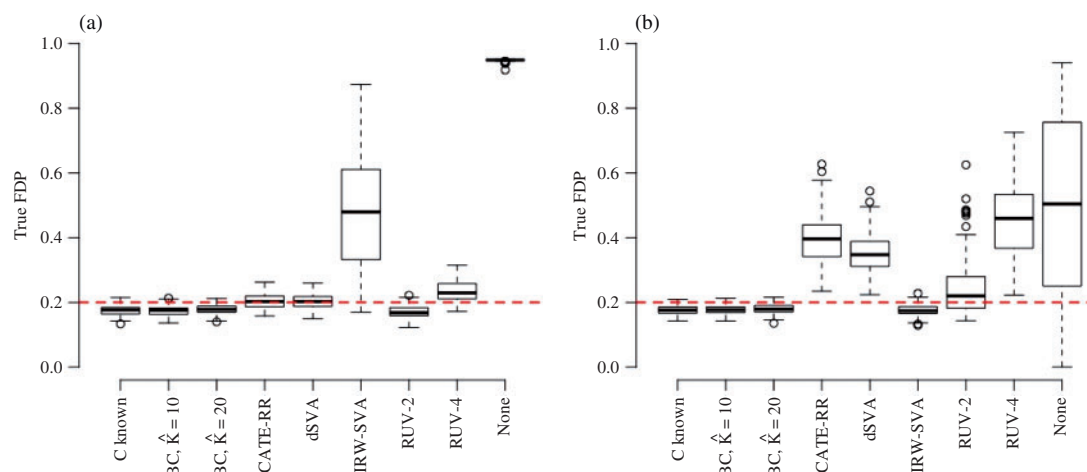 (a)
1.0
0.8
0.6
0.4
0.2
0.0
True FDP
C known
BC, K̂ = 10
BC, K̂ = 20
CATE-RR
dSVA
IRW-SVA
RUV-2
RUV-4
None
(b)
1.0
0.8
0.6
0.4
0.2
0.0
True FDP
C known
BC, K̂ = 10
BC, K̂ = 20
CATE-RR
dSVA
IRW-SVA
RUV-2
RUV-4
None